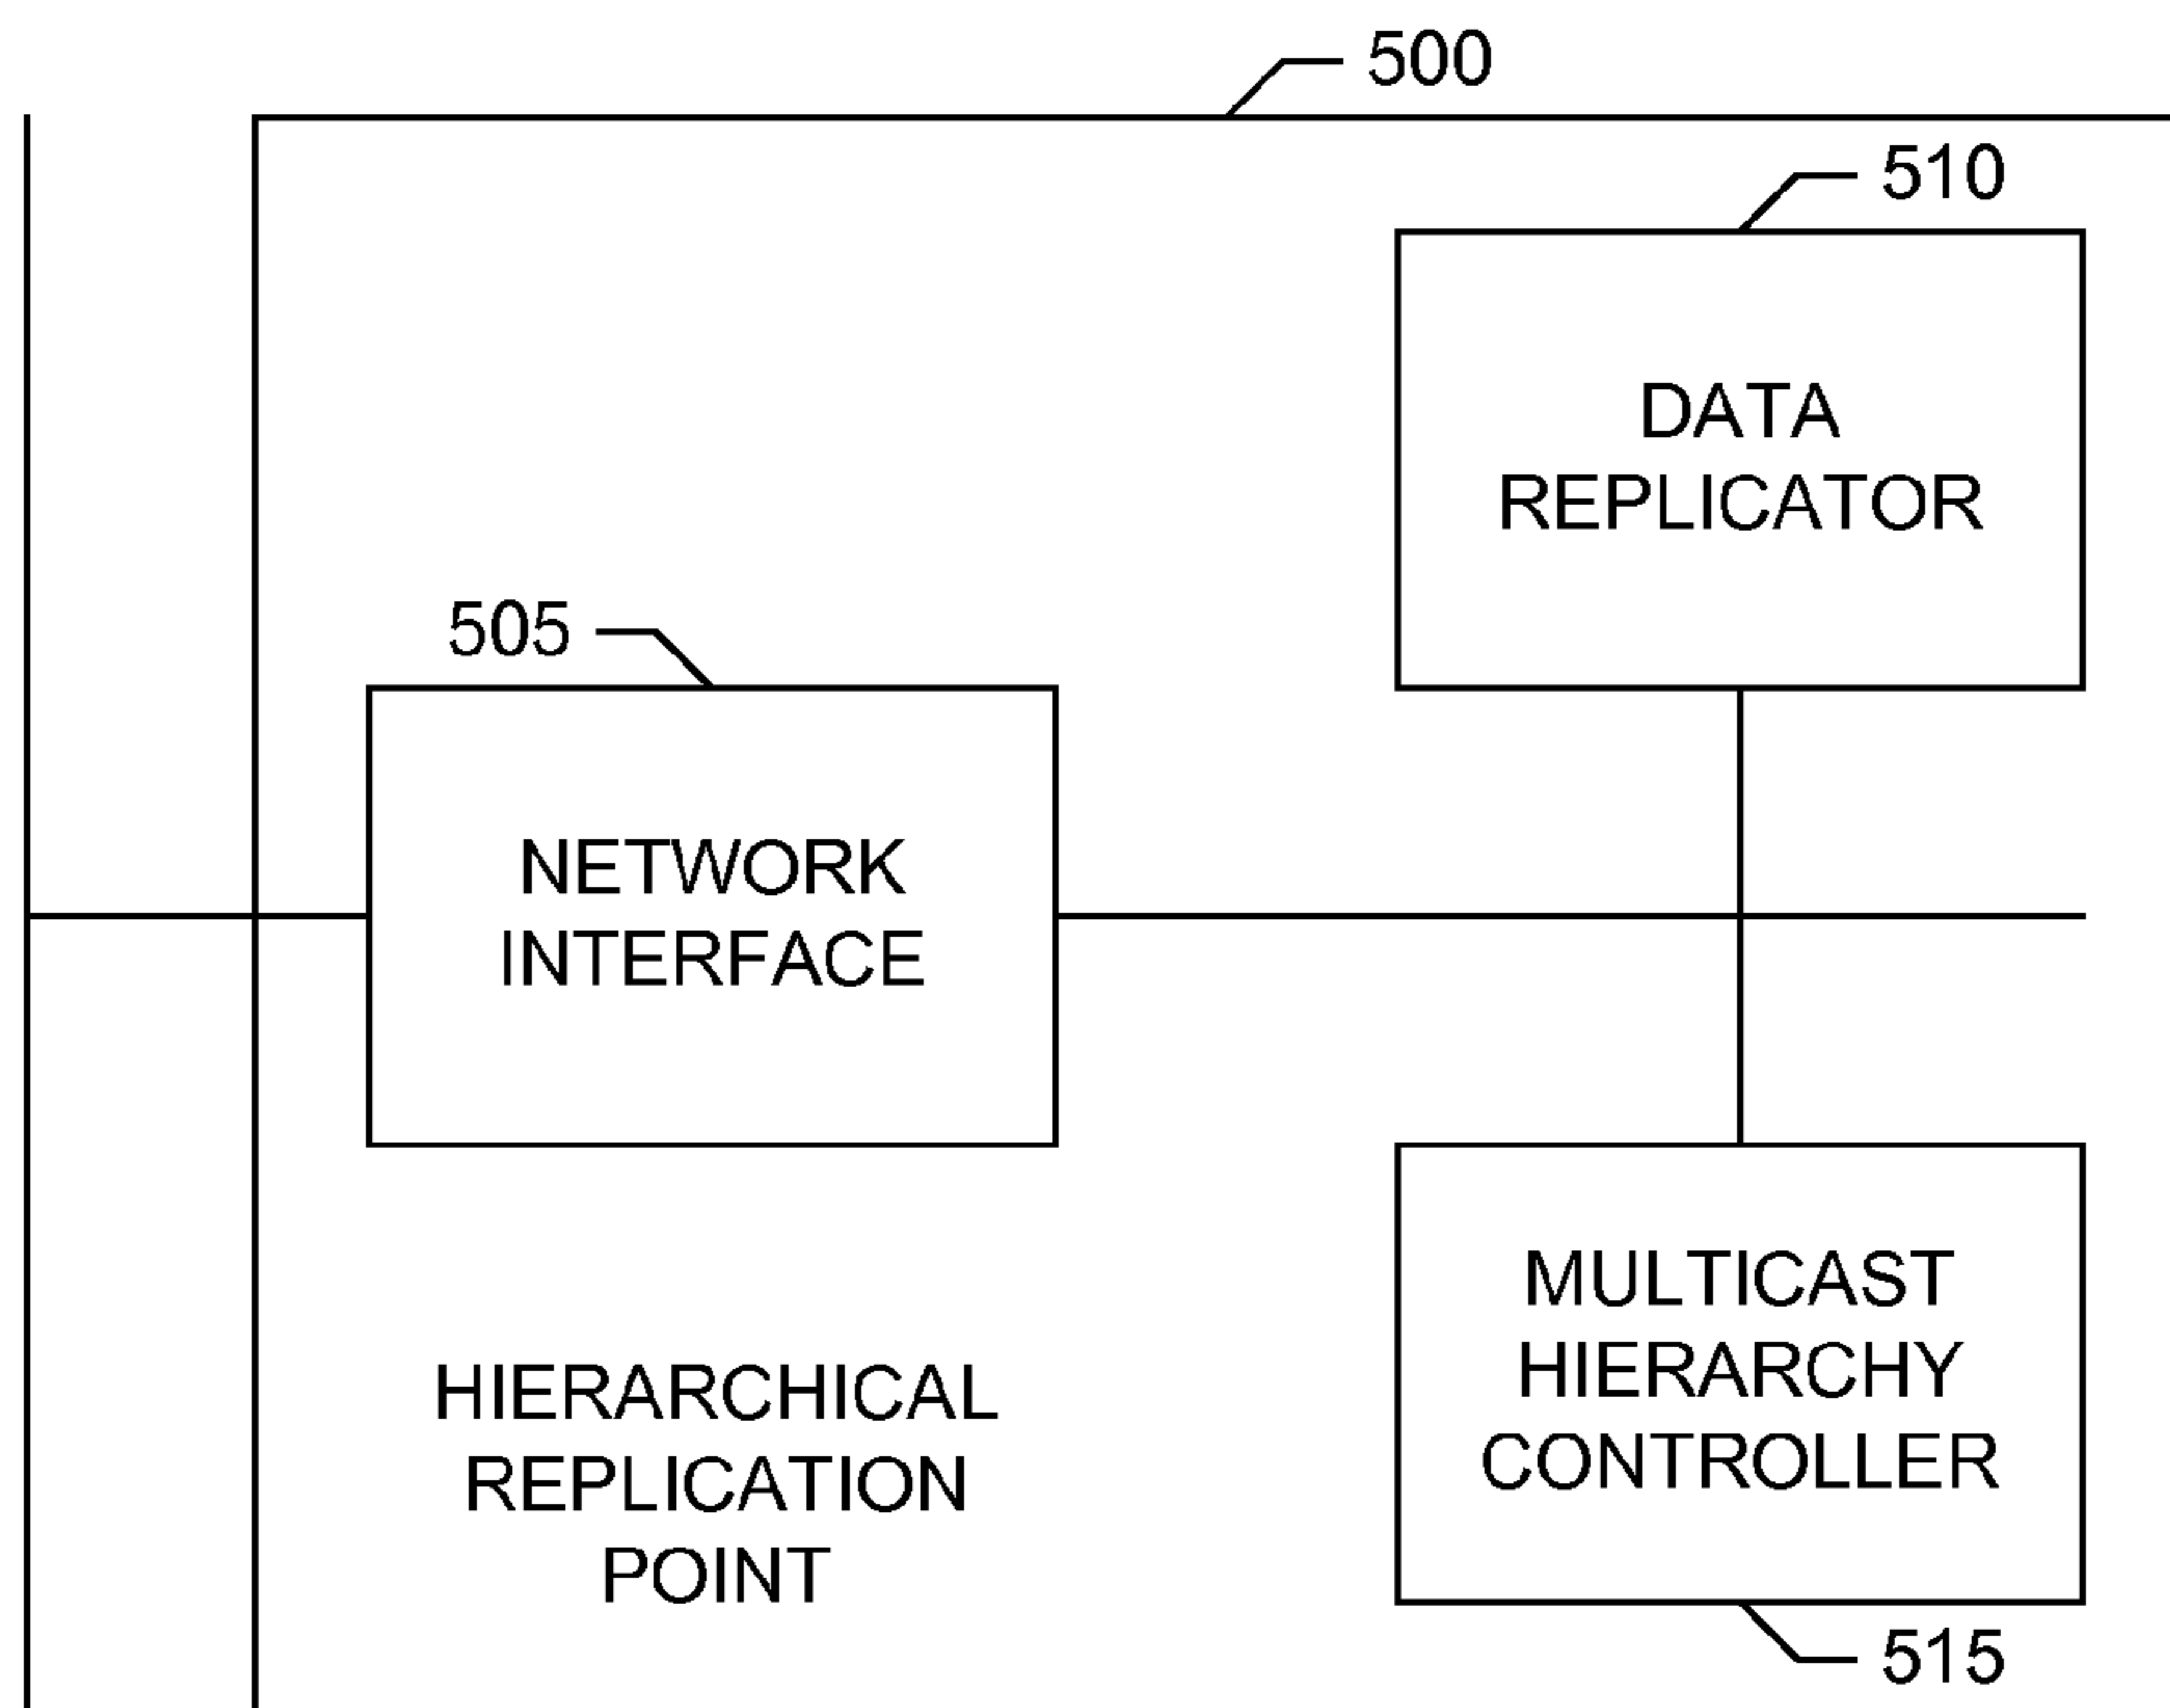 500
510
DATA
REPLICATOR
505
NETWORK
INTERFACE
MULTICAST
HIERARCHY
CONTROLLER
HIERARCHICAL
REPLICATION
POINT
515